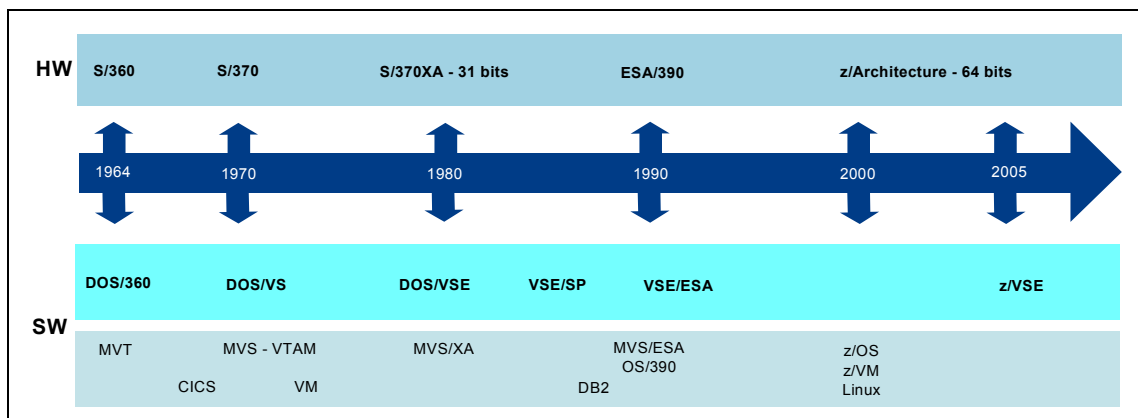 HW S/360 S/370 S/370XA - 31 bits ESA/390 z/Architecture - 64 bits
1964 1970 1980 1990 2000 2005
DOS/360 DOS/VS DOS/VSE VSE/SP VSE/ESA z/VSE
SW
MVT MVS - VTAM MVS/XA MVS/ESA z/OS
OS/390 z/VM
CICS VM DB2 Linux